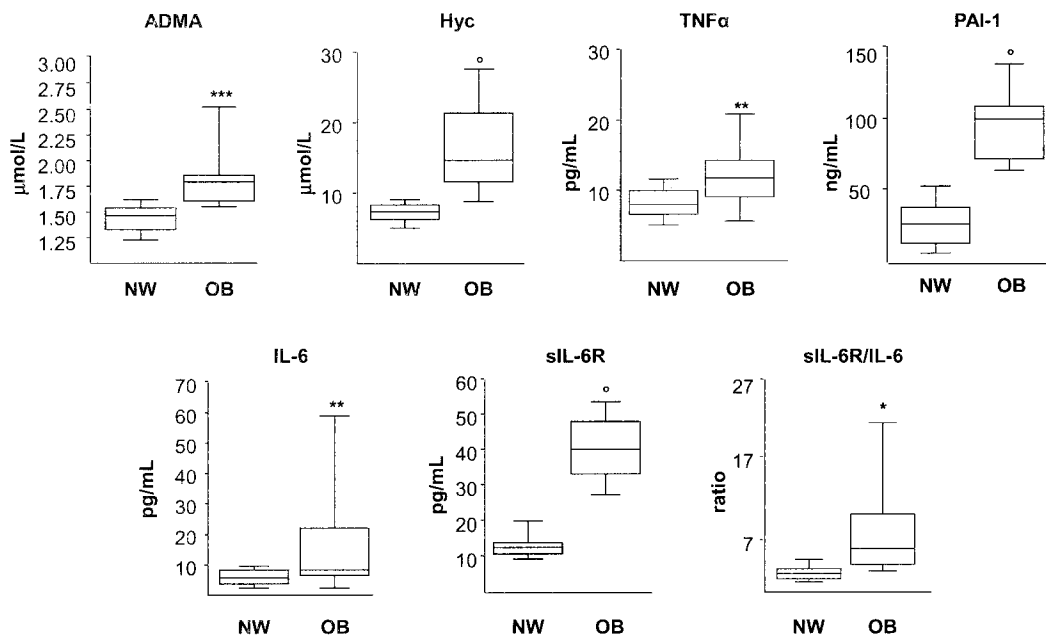 ADMA
μmol/L
3.00
2.75
2.50
2.25
2.00
1.75
1.50
1.25
***
NW OB
Hyc
μmol/L
30
20
10
°
NW OB
TNFα
pg/mL
30
20
10
**
NW OB
PAI-1
ng/mL
150
100
50
°
NW OB
IL-6
pg/mL
70
60
50
40
30
20
10
**
NW OB
sIL-6R
pg/mL
60
50
40
30
20
10
°
NW OB
sIL-6R/IL-6
ratio
27
17
7
*
NW OB